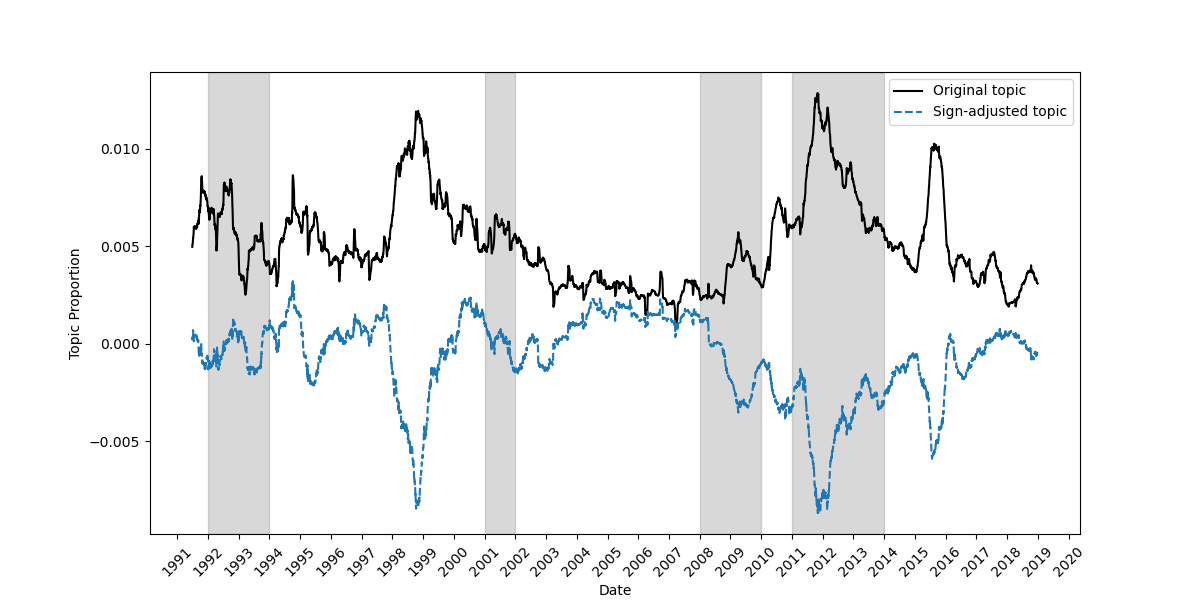 Original topic
Sign-adjusted topic
0.010
0.005
0.000
−0.005
Topic Proportion
1991 1992 1993 1994 1995 1996 1997 1998 1999 2000 2001 2002 2003 2004 2005 2006 2007 2008 2009 2010 2011 2012 2013 2014 2015 2016 2017 2018 2019 2020
Date